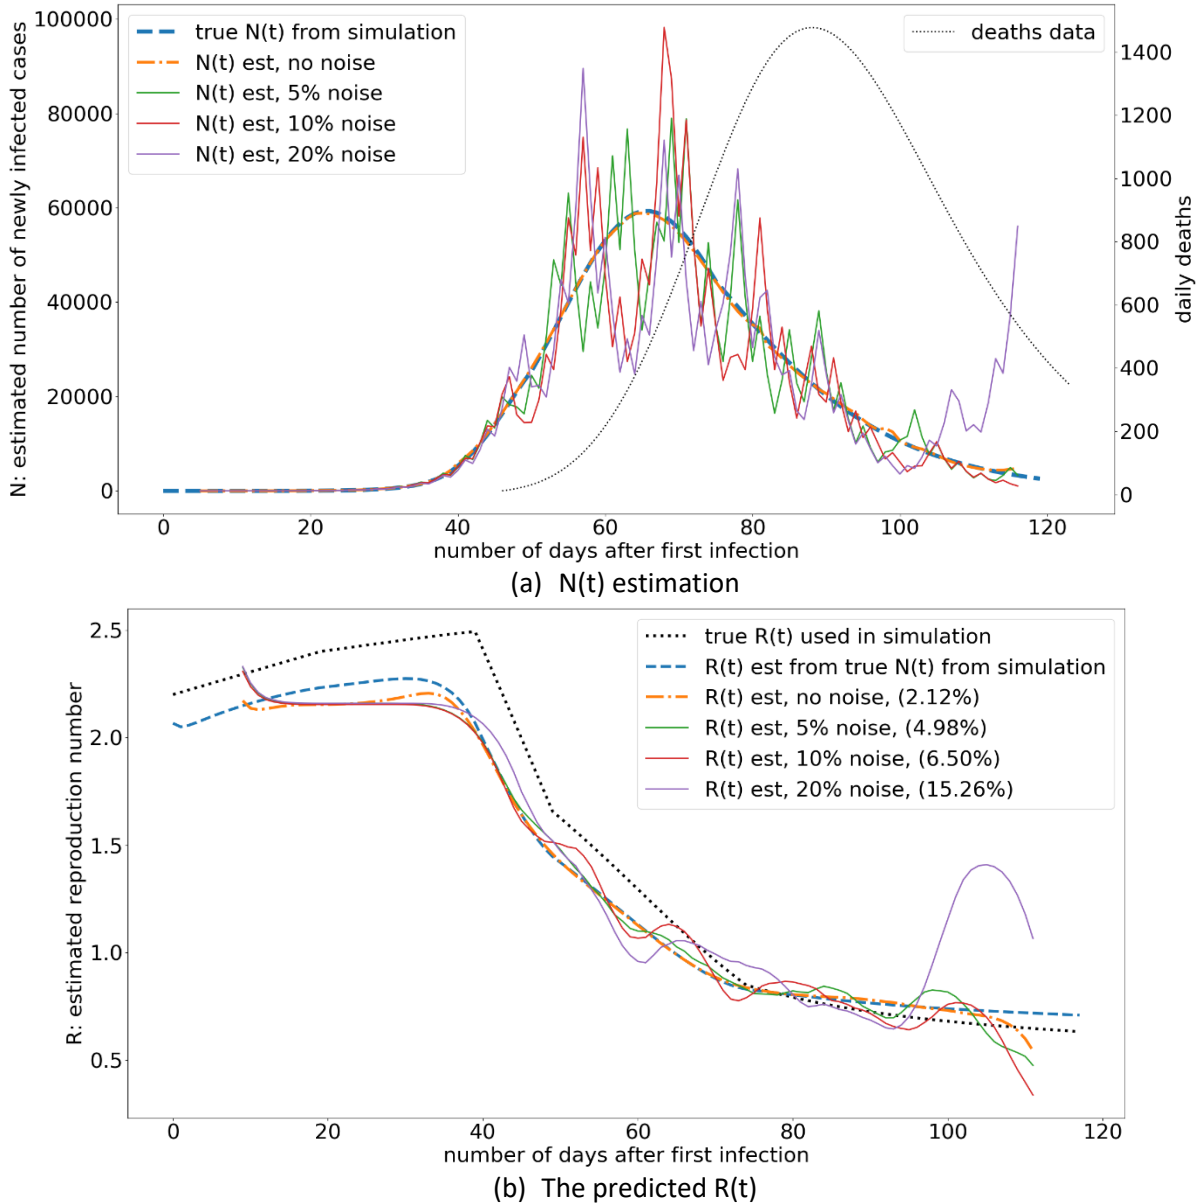 N: estimated number of newly infected cases
100000
80000
60000
40000
20000
0
true N(t) from simulation
N(t) est, no noise
N(t) est, 5% noise
N(t) est, 10% noise
N(t) est, 20% noise
deaths data
1400
1200
1000
800
600
400
200
0
daily deaths
0 20 40 60 80 100 120
number of days after first infection
(a) N(t) estimation
R: estimated reproduction number
2.5
2.0
1.5
1.0
0.5
true R(t) used in simulation
R(t) est from true N(t) from simulation
R(t) est, no noise, (2.12%)
R(t) est, 5% noise, (4.98%)
R(t) est, 10% noise, (6.50%)
R(t) est, 20% noise, (15.26%)
0 20 40 60 80 100 120
number of days after first infection
(b) The predicted R(t)